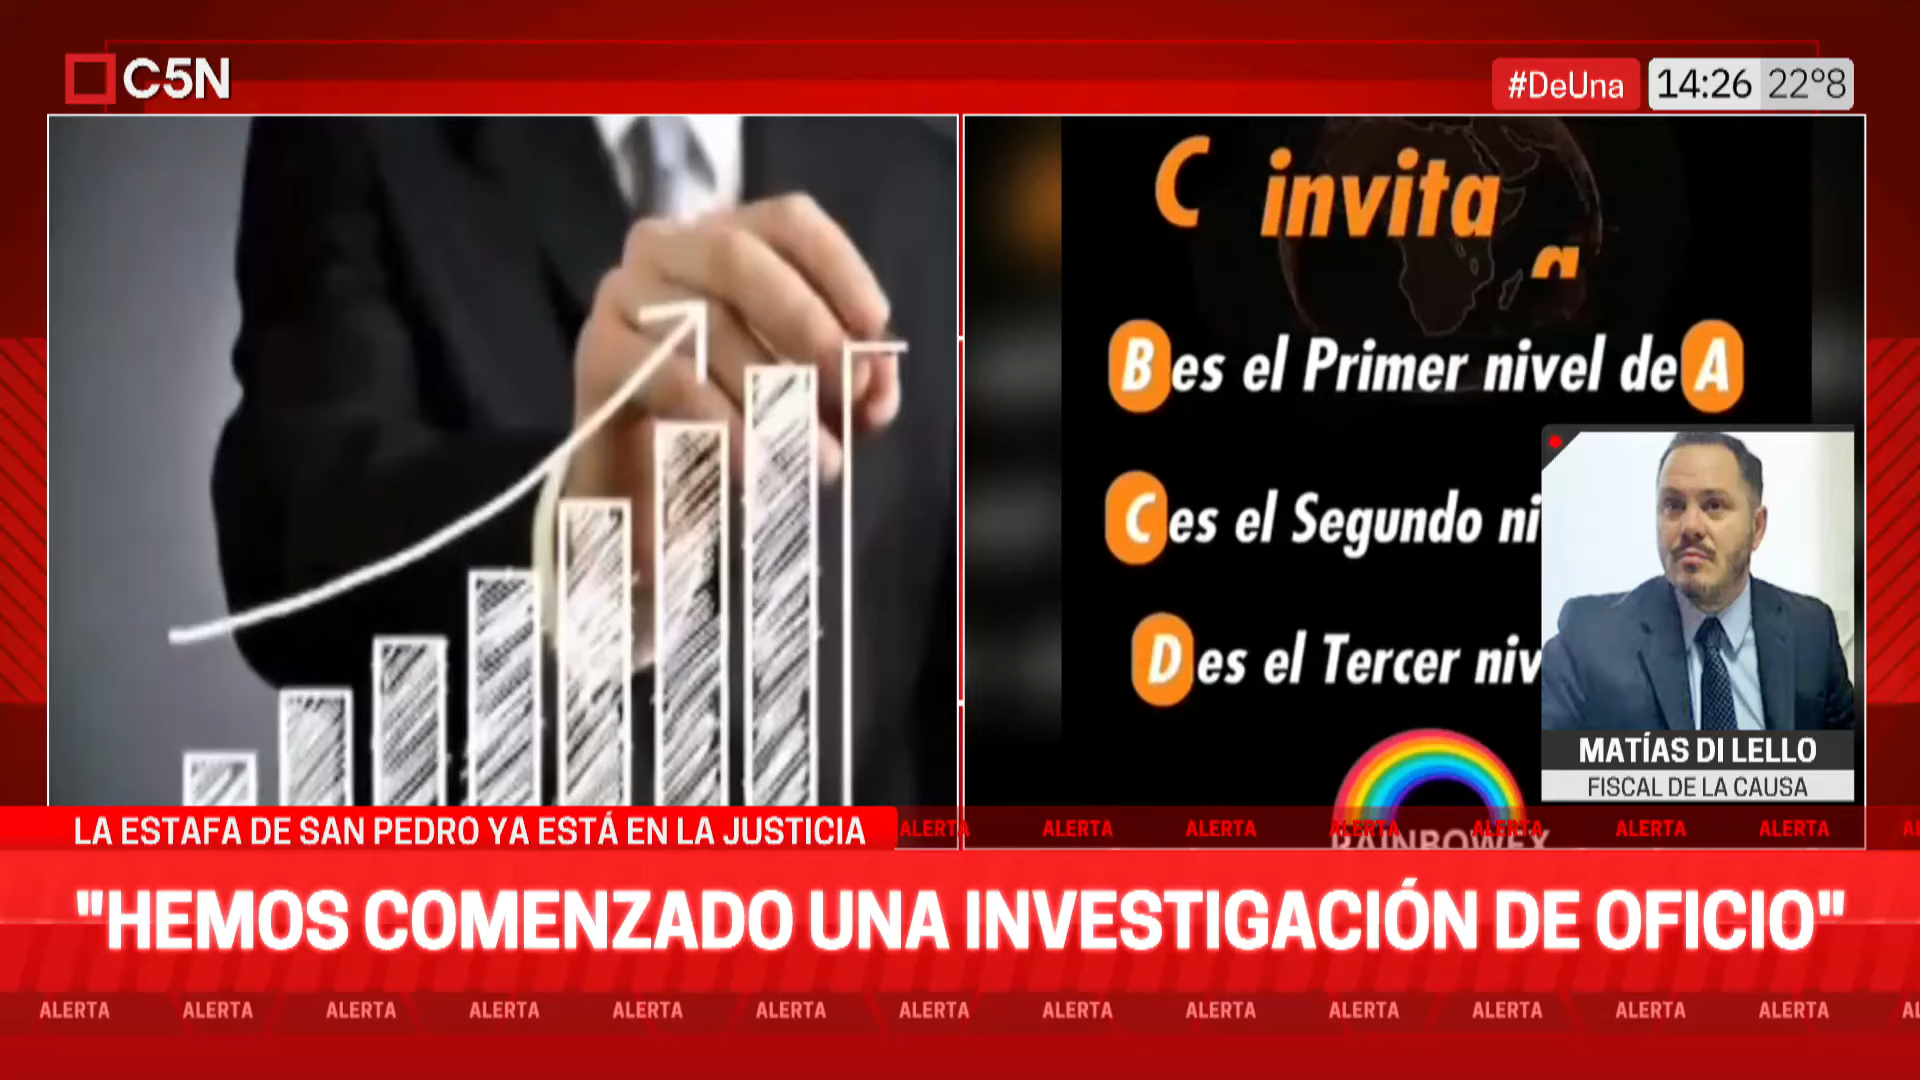 C5N
#DeUna 14:26 22°8
C invita
a
B es el Primer nivel de A
C es el Segundo ni
D es el Tercer niv
RAINBOWEX
MATÍAS DI LELLO
FISCAL DE LA CAUSA
LA ESTAFA DE SAN PEDRO YA ESTÁ EN LA JUSTICIA
ALERTA ALERTA ALERTA ALERTA ALERTA ALERTA ALERTA AL
"HEMOS COMENZADO UNA INVESTIGACIÓN DE OFICIO"
ALERTA ALERTA ALERTA ALERTA ALERTA ALERTA ALERTA ALERTA ALERTA ALERTA ALERTA ALERTA ALERTA AL